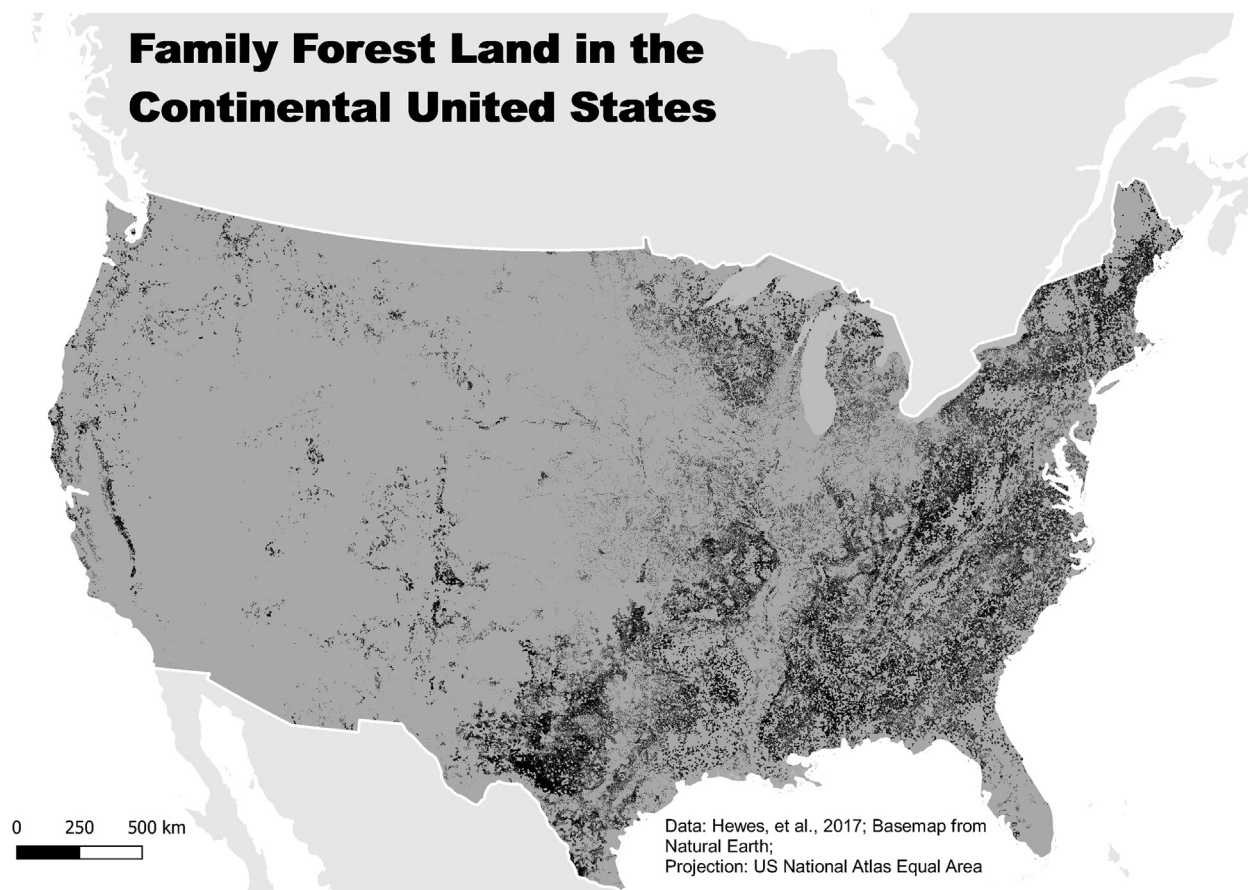 Family Forest Land in the
Continental United States
0 250 500 km
Data: Hewes, et al., 2017; Basemap from
Natural Earth;
Projection: US National Atlas Equal Area